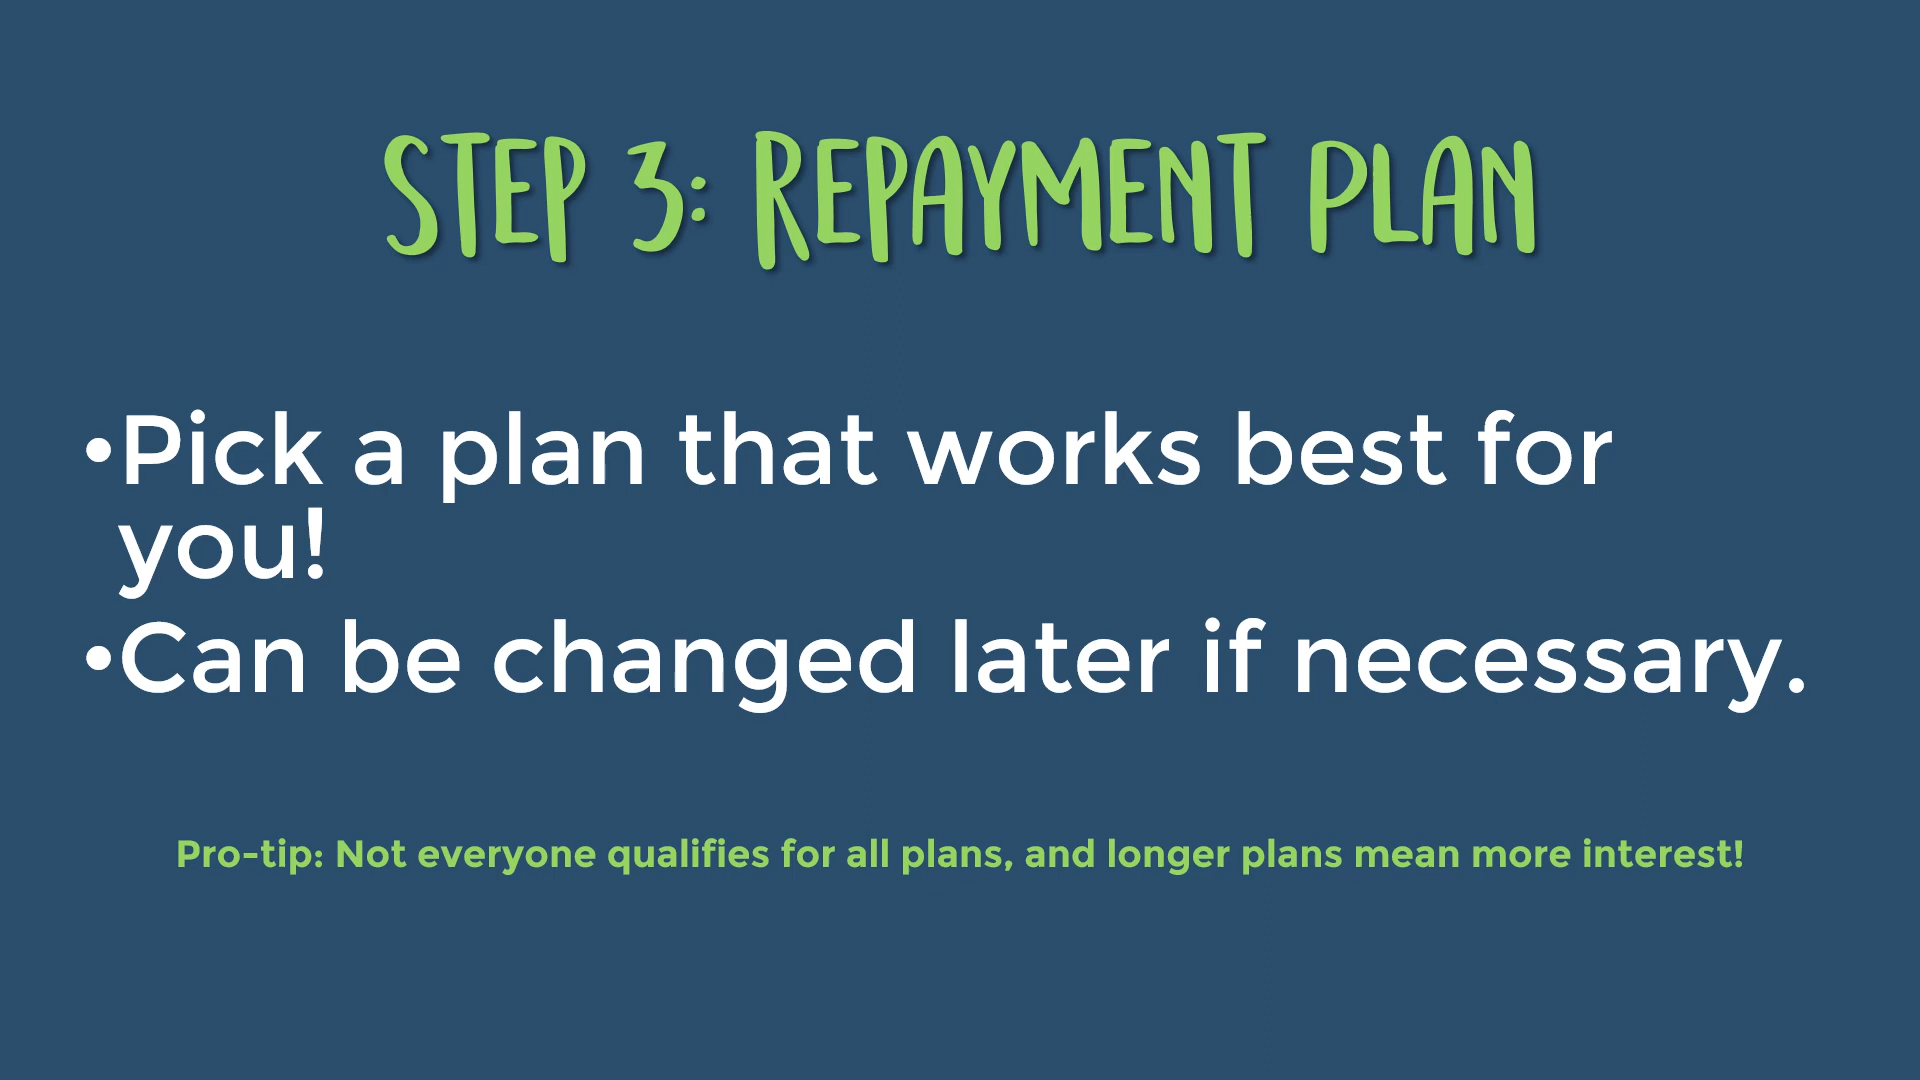 STEP 3: REPAYMENT PLAN
•Pick a plan that works best for
you!
•Can be changed later if necessary.
Pro-tip: Not everyone qualifies for all plans, and longer plans mean more interest!